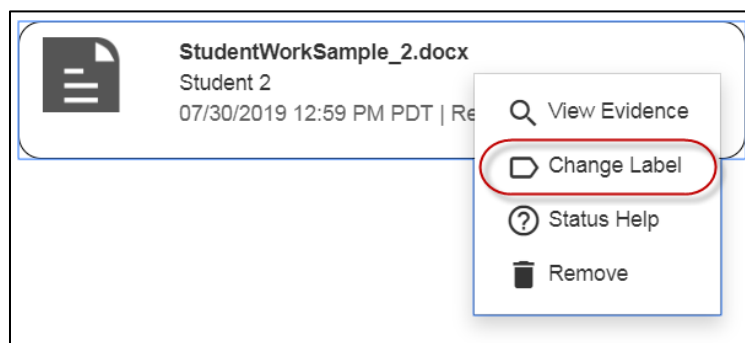 StudentWorkSample_2.docx
Student 2
07/30/2019 12:59 PM PDT | Re
View Evidence
Change Label
Status Help
Remove